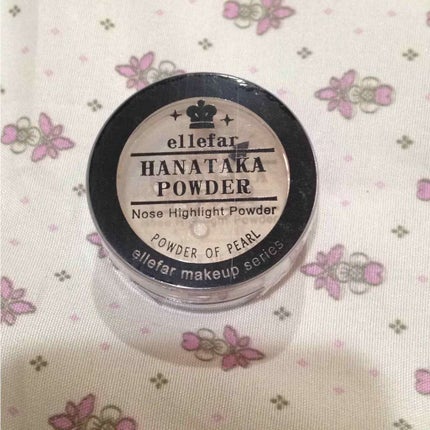 ellefar
HANATAKA
POWDER
Nose Highlight Powder
POWDER OF PEARL
ellefar makeup series